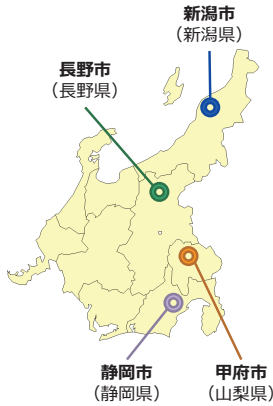 新潟市
（新潟県）
長野市
（長野県）
静岡市
（静岡県）
甲府市
（山梨県）